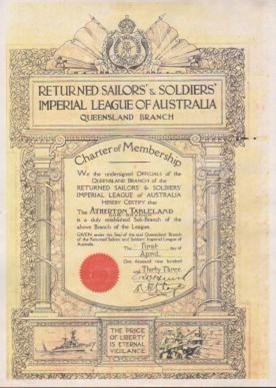 RETURNED SAILORS' & SOLDIERS'
IMPERIAL LEAGUE OF AUSTRALIA
QUEENSLAND BRANCH
Charter of Membership
WE the undersigned OFFICIALS of the
QUEENSLAND BRANCH of the
RETURNED SAILORS' & SOLDIERS'
IMPERIAL LEAGUE OF AUSTRALIA
HEREBY CERTIFY that
The ATHERTON TABLELAND
is a duly established Sub-Branch of the
above Branch of the League.
GIVEN under the Seal of the said Queensland Branch
of the Returned Sailors' and Soldiers' Imperial League of
Australia.
The First day of
April
One thousand nine hundred
and Thirty Three.
THE PRICE
OF LIBERTY
IS ETERNAL
VIGILANCE